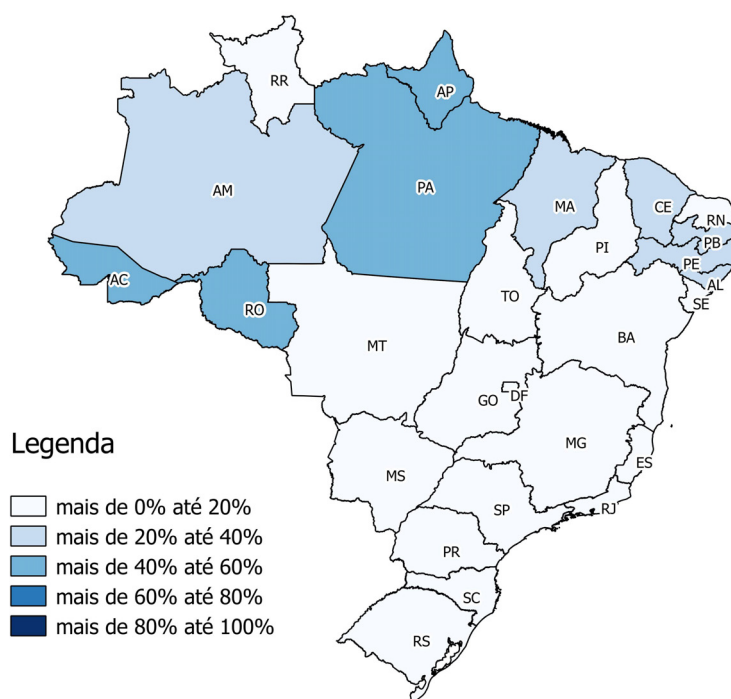 RR
AP
AM
PA
MA
CE
RN
PB
PE
AL
SE
PI
AC
RO
TO
BA
MT
GO
DF
MG
ES
MS
SP
RJ
PR
SC
RS
Legenda
mais de 0% até 20%
mais de 20% até 40%
mais de 40% até 60%
mais de 60% até 80%
mais de 80% até 100%